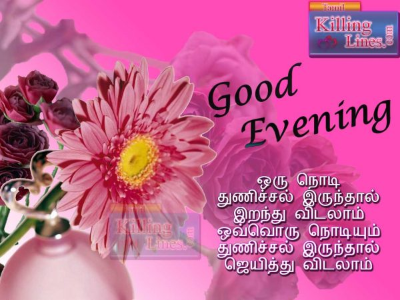 Tamil
Killing
Lines.com
Good
Evening
ஒரு நொடி
துணிச்சல் இருந்தால்
இறந்து விடலாம்
ஒவ்வொரு நொடியும்
துணிச்சல் இருந்தால்
ஜெயித்து விடலாம்
Killing
Lines.